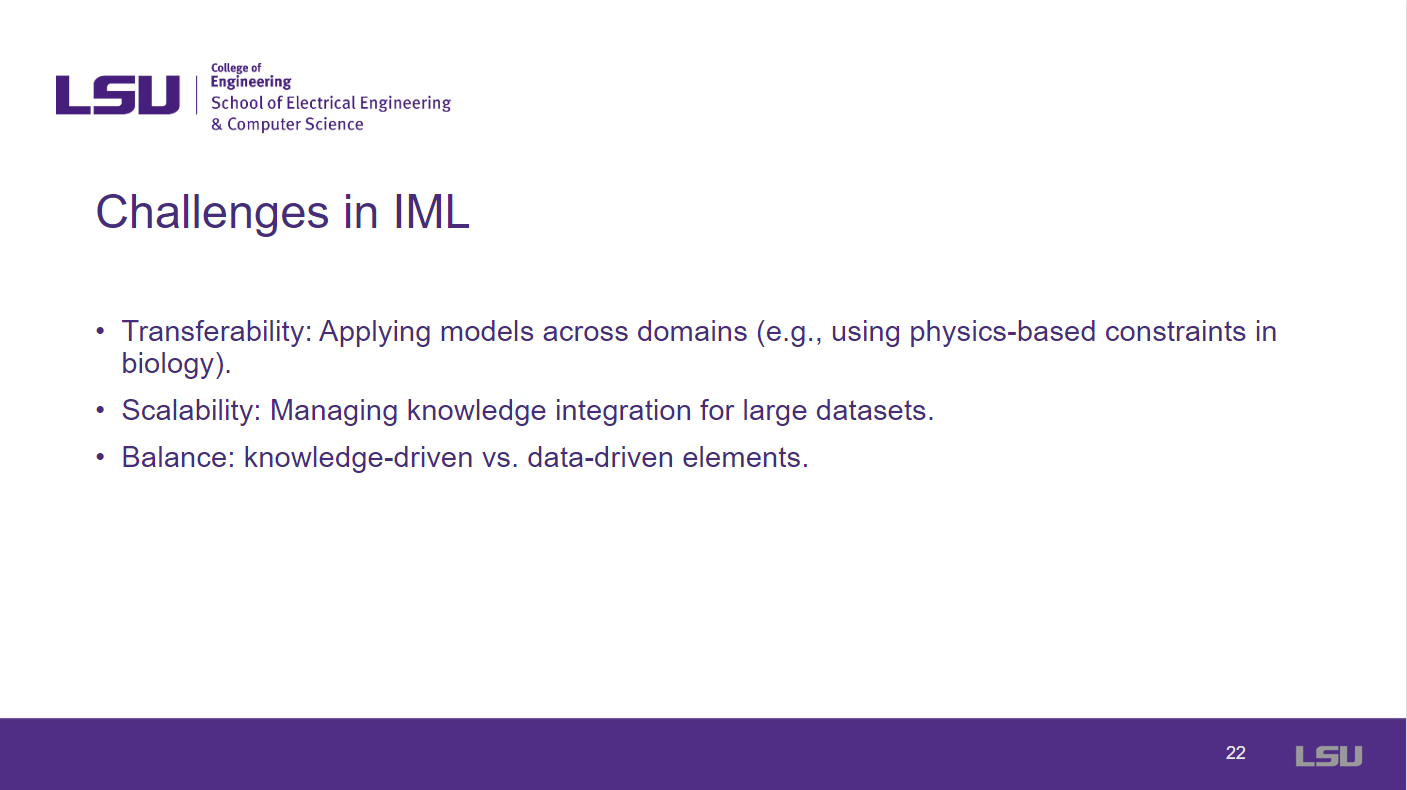 LSU
College of
Engineering
School of Electrical Engineering
& Computer Science
Challenges in IML
• Transferability: Applying models across domains (e.g., using physics-based constraints in
biology).
• Scalability: Managing knowledge integration for large datasets.
• Balance: knowledge-driven vs. data-driven elements.
22
LSU